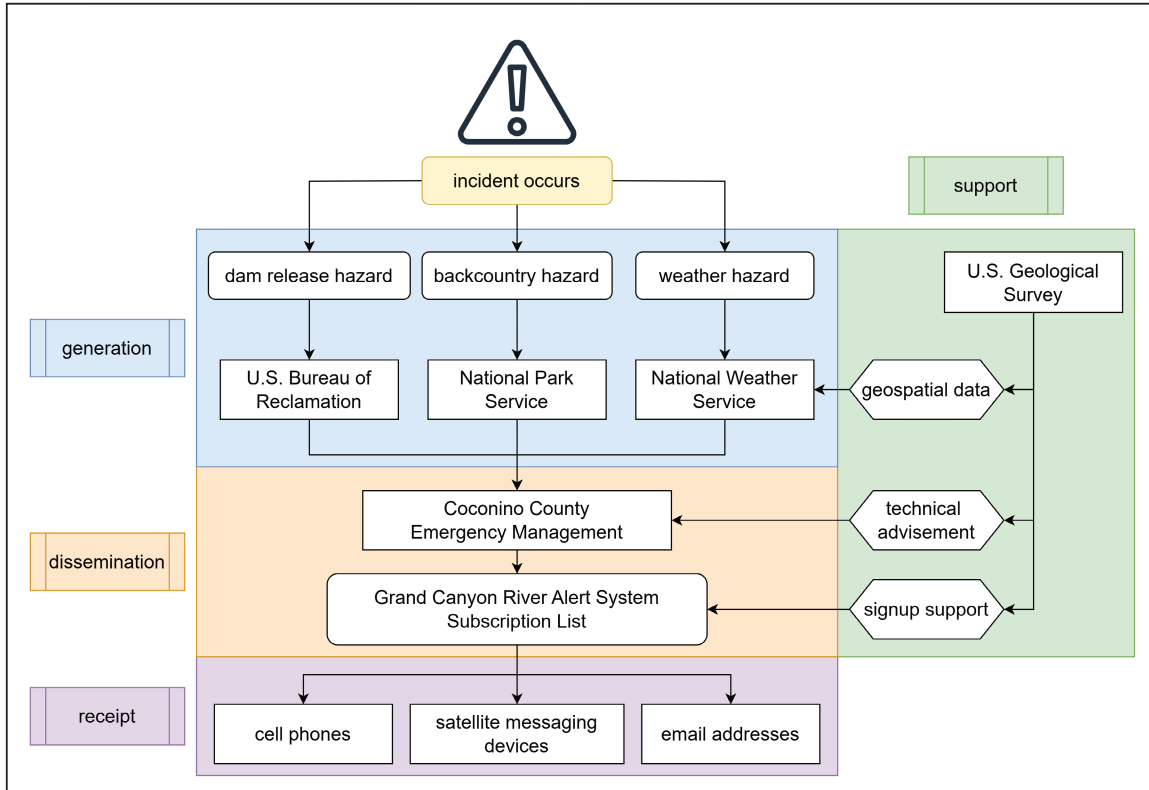 incident occurs
support
dam release hazard
backcountry hazard
weather hazard
U.S. Geological
Survey
generation
U.S. Bureau of
Reclamation
National Park
Service
National Weather
Service
geospatial data
Coconino County
Emergency Management
technical
advisement
dissemination
Grand Canyon River Alert System
Subscription List
signup support
receipt
cell phones
satellite messaging
devices
email addresses